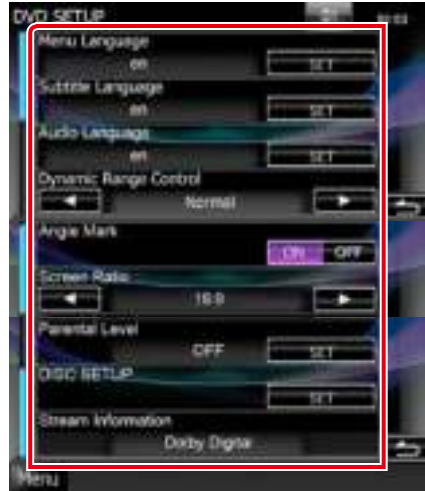 DVD SETUP
Menu Language
en
SET
Subtitle Language
en
SET
Audio Language
en
SET
Dynamic Range Control
Normal
Angle Mark
ON OFF
Screen Ratio
16:9
Parental Level
OFF
SET
DISC SETUP
SET
Stream Information
Dolby Digital
Menu